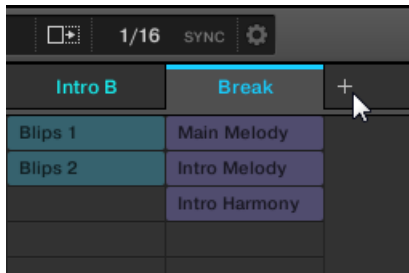 1/16 SYNC
Intro B Break +
Blips 1 Main Melody
Blips 2 Intro Melody
Intro Harmony